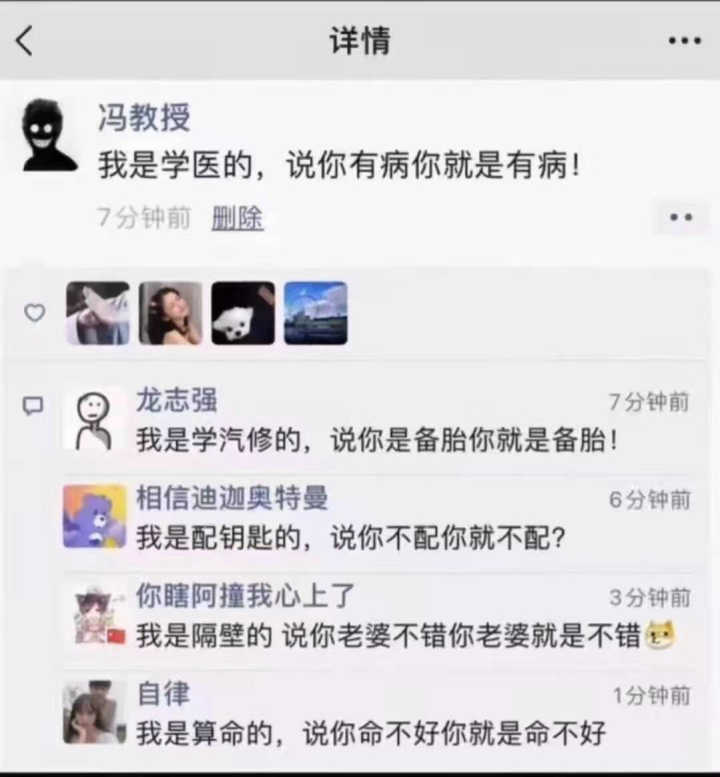 详情
冯教授
我是学医的，说你有病你就是有病！
7分钟前 删除
龙志强 7分钟前
我是学汽修的，说你是备胎你就是备胎！
相信迪迦奥特曼 6分钟前
我是配钥匙的，说你不配你就不配？
你瞎阿撞我心上了 3分钟前
我是隔壁的 说你老婆不错你老婆就是不错
自律 1分钟前
我是算命的，说你命不好你就是命不好